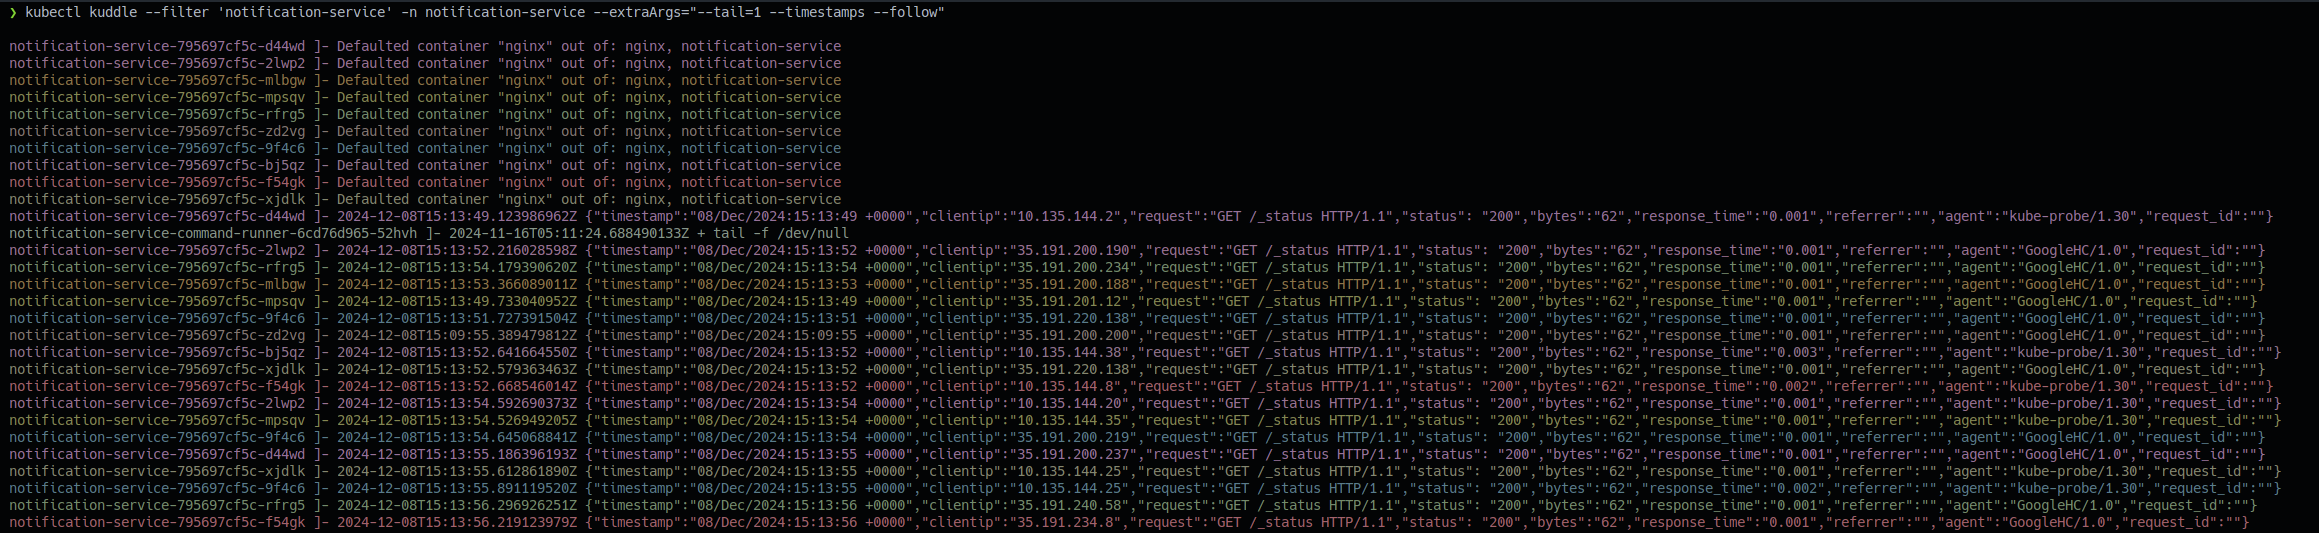 ❯ kubectl kuddle --filter 'notification-service' -n notification-service --extraArgs="--tail=1 --timestamps --follow"
notification-service-795697cf5c-d44wd ]- Defaulted container "nginx" out of: nginx, notification-service
notification-service-795697cf5c-2lwp2 ]- Defaulted container "nginx" out of: nginx, notification-service
notification-service-795697cf5c-mlbgw ]- Defaulted container "nginx" out of: nginx, notification-service
notification-service-795697cf5c-mpsqv ]- Defaulted container "nginx" out of: nginx, notification-service
notification-service-795697cf5c-rfrg5 ]- Defaulted container "nginx" out of: nginx, notification-service
notification-service-795697cf5c-zd2vg ]- Defaulted container "nginx" out of: nginx, notification-service
notification-service-795697cf5c-9f4c6 ]- Defaulted container "nginx" out of: nginx, notification-service
notification-service-795697cf5c-bj5qz ]- Defaulted container "nginx" out of: nginx, notification-service
notification-service-795697cf5c-f54gk ]- Defaulted container "nginx" out of: nginx, notification-service
notification-service-795697cf5c-xjdlk ]- Defaulted container "nginx" out of: nginx, notification-service
notification-service-795697cf5c-d44wd ]- 2024-12-08T15:13:49.123986962Z {"timestamp":"08/Dec/2024:15:13:49 +0000","clientip":"10.135.144.2","request":"GET /_status HTTP/1.1","status": "200","bytes":"62","response_time":"0.001","referrer":"","agent":"kube-probe/1.30","request_id":""}
notification-service-command-runner-6cd76d965-52hvh ]- 2024-11-16T05:11:24.688490133Z + tail -f /dev/null
notification-service-795697cf5c-2lwp2 ]- 2024-12-08T15:13:52.216028598Z {"timestamp":"08/Dec/2024:15:13:52 +0000","clientip":"35.191.200.190","request":"GET /_status HTTP/1.1","status": "200","bytes":"62","response_time":"0.001","referrer":"","agent":"GoogleHC/1.0","request_id":""}
notification-service-795697cf5c-rfrg5 ]- 2024-12-08T15:13:54.179390620Z {"timestamp":"08/Dec/2024:15:13:54 +0000","clientip":"35.191.200.234","request":"GET /_status HTTP/1.1","status": "200","bytes":"62","response_time":"0.001","referrer":"","agent":"GoogleHC/1.0","request_id":""}
notification-service-795697cf5c-mlbgw ]- 2024-12-08T15:13:53.366089011Z {"timestamp":"08/Dec/2024:15:13:53 +0000","clientip":"35.191.200.188","request":"GET /_status HTTP/1.1","status": "200","bytes":"62","response_time":"0.001","referrer":"","agent":"GoogleHC/1.0","request_id":""}
notification-service-795697cf5c-mpsqv ]- 2024-12-08T15:13:49.733040952Z {"timestamp":"08/Dec/2024:15:13:49 +0000","clientip":"35.191.201.12","request":"GET /_status HTTP/1.1","status": "200","bytes":"62","response_time":"0.001","referrer":"","agent":"GoogleHC/1.0","request_id":""}
notification-service-795697cf5c-9f4c6 ]- 2024-12-08T15:13:51.727391504Z {"timestamp":"08/Dec/2024:15:13:51 +0000","clientip":"35.191.220.138","request":"GET /_status HTTP/1.1","status": "200","bytes":"62","response_time":"0.001","referrer":"","agent":"GoogleHC/1.0","request_id":""}
notification-service-795697cf5c-zd2vg ]- 2024-12-08T15:09:55.389479812Z {"timestamp":"08/Dec/2024:15:09:55 +0000","clientip":"35.191.200.200","request":"GET /_status HTTP/1.1","status": "200","bytes":"62","response_time":"0.001","referrer":"","agent":"GoogleHC/1.0","request_id":""}
notification-service-795697cf5c-bj5qz ]- 2024-12-08T15:13:52.641664550Z {"timestamp":"08/Dec/2024:15:13:52 +0000","clientip":"10.135.144.38","request":"GET /_status HTTP/1.1","status": "200","bytes":"62","response_time":"0.003","referrer":"","agent":"kube-probe/1.30","request_id":""}
notification-service-795697cf5c-xjdlk ]- 2024-12-08T15:13:52.579363463Z {"timestamp":"08/Dec/2024:15:13:52 +0000","clientip":"35.191.220.138","request":"GET /_status HTTP/1.1","status": "200","bytes":"62","response_time":"0.001","referrer":"","agent":"GoogleHC/1.0","request_id":""}
notification-service-795697cf5c-f54gk ]- 2024-12-08T15:13:52.668546014Z {"timestamp":"08/Dec/2024:15:13:52 +0000","clientip":"10.135.144.8","request":"GET /_status HTTP/1.1","status": "200","bytes":"62","response_time":"0.002","referrer":"","agent":"kube-probe/1.30","request_id":""}
notification-service-795697cf5c-2lwp2 ]- 2024-12-08T15:13:54.592690373Z {"timestamp":"08/Dec/2024:15:13:54 +0000","clientip":"10.135.144.20","request":"GET /_status HTTP/1.1","status": "200","bytes":"62","response_time":"0.001","referrer":"","agent":"kube-probe/1.30","request_id":""}
notification-service-795697cf5c-mpsqv ]- 2024-12-08T15:13:54.526949205Z {"timestamp":"08/Dec/2024:15:13:54 +0000","clientip":"10.135.144.35","request":"GET /_status HTTP/1.1","status": "200","bytes":"62","response_time":"0.001","referrer":"","agent":"kube-probe/1.30","request_id":""}
notification-service-795697cf5c-9f4c6 ]- 2024-12-08T15:13:54.645068841Z {"timestamp":"08/Dec/2024:15:13:54 +0000","clientip":"35.191.200.219","request":"GET /_status HTTP/1.1","status": "200","bytes":"62","response_time":"0.001","referrer":"","agent":"GoogleHC/1.0","request_id":""}
notification-service-795697cf5c-d44wd ]- 2024-12-08T15:13:55.186396193Z {"timestamp":"08/Dec/2024:15:13:55 +0000","clientip":"35.191.200.237","request":"GET /_status HTTP/1.1","status": "200","bytes":"62","response_time":"0.001","referrer":"","agent":"GoogleHC/1.0","request_id":""}
notification-service-795697cf5c-xjdlk ]- 2024-12-08T15:13:55.612861890Z {"timestamp":"08/Dec/2024:15:13:55 +0000","clientip":"10.135.144.25","request":"GET /_status HTTP/1.1","status": "200","bytes":"62","response_time":"0.001","referrer":"","agent":"kube-probe/1.30","request_id":""}
notification-service-795697cf5c-9f4c6 ]- 2024-12-08T15:13:55.891119520Z {"timestamp":"08/Dec/2024:15:13:55 +0000","clientip":"10.135.144.25","request":"GET /_status HTTP/1.1","status": "200","bytes":"62","response_time":"0.002","referrer":"","agent":"kube-probe/1.30","request_id":""}
notification-service-795697cf5c-rfrg5 ]- 2024-12-08T15:13:56.296926251Z {"timestamp":"08/Dec/2024:15:13:56 +0000","clientip":"35.191.240.58","request":"GET /_status HTTP/1.1","status": "200","bytes":"62","response_time":"0.001","referrer":"","agent":"GoogleHC/1.0","request_id":""}
notification-service-795697cf5c-f54gk ]- 2024-12-08T15:13:56.219123979Z {"timestamp":"08/Dec/2024:15:13:56 +0000","clientip":"35.191.234.8","request":"GET /_status HTTP/1.1","status": "200","bytes":"62","response_time":"0.001","referrer":"","agent":"GoogleHC/1.0","request_id":""}